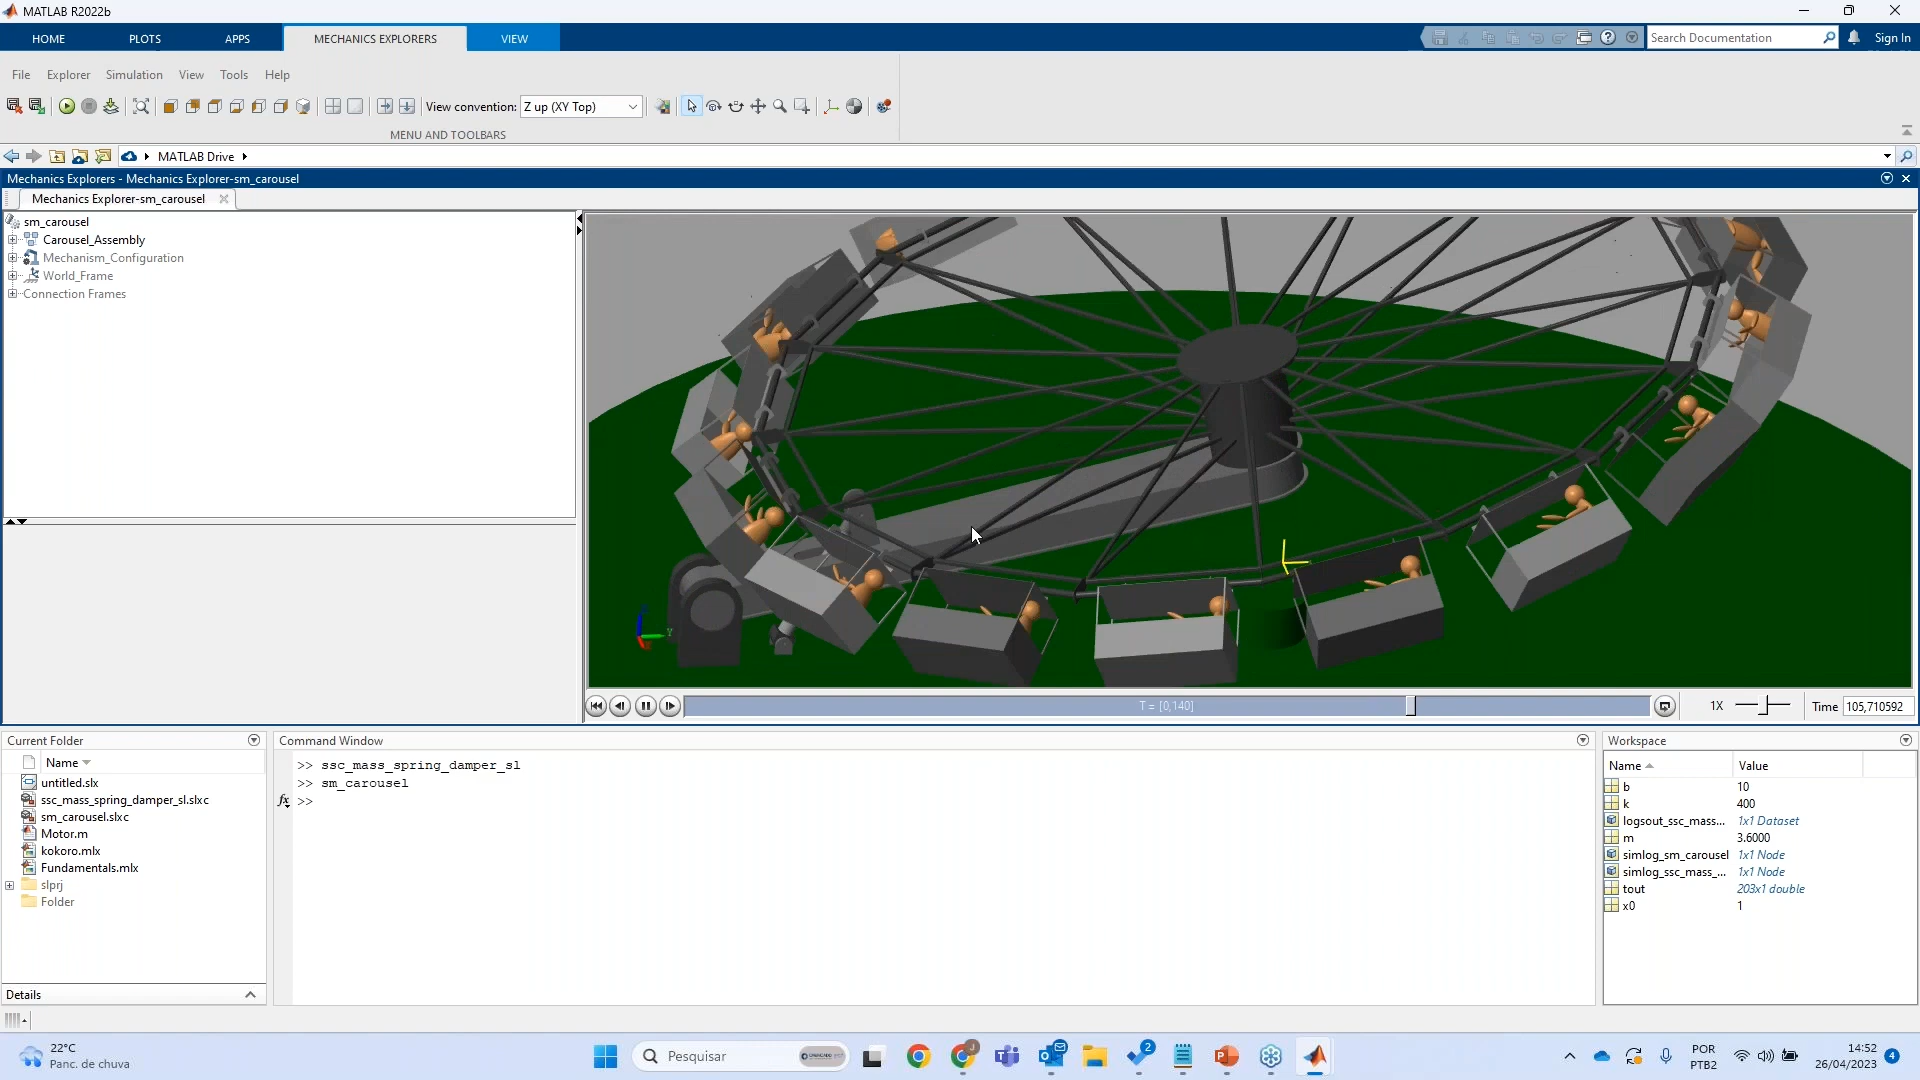 MATLAB R2022b
HOME PLOTS APPS MECHANICS EXPLORERS VIEW Search Documentation Sign In
File Explorer Simulation View Tools Help
View convention: Z up (XY Top)
MENU AND TOOLBARS
MATLAB Drive
Mechanics Explorers - Mechanics Explorer-sm_carousel
Mechanics Explorer-sm_carousel
sm_carousel
Carousel_Assembly
Mechanism_Configuration
World_Frame
Connection Frames
T = [0,140] 1X Time 105,710592
Current Folder
Name
untitled.slx
ssc_mass_spring_damper_sl.slxc
sm_carousel.slxc
Motor.m
kokoro.mlx
Fundamentals.mlx
slprj
Folder
Details
Command Window
>> ssc_mass_spring_damper_sl
>> sm_carousel
fx >>
Workspace
Name Value
b 10
k 400
logsout_ssc_mass... 1x1 Dataset
m 3.6000
simlog_sm_carousel 1x1 Node
simlog_ssc_mass_... 1x1 Node
tout 203x1 double
x0 1
22°C
Panc. de chuva
Pesquisar
2
POR
PTB2
14:52
26/04/2023
4